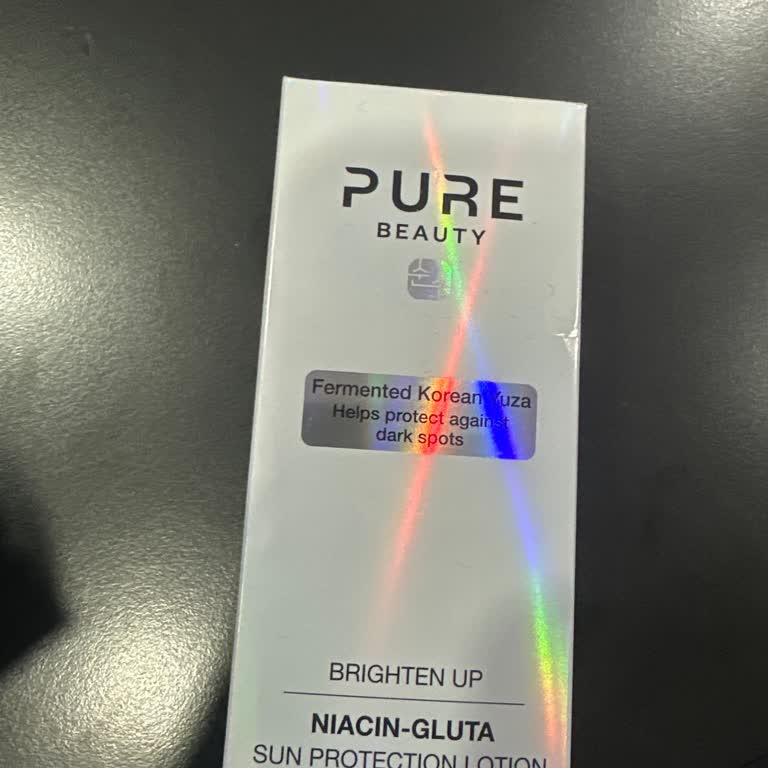 PURE
BEAUTY
Fermented Korean Yuza
Helps protect against
dark spots
BRIGHTEN UP
NIACIN-GLUTA
SUN PROTECTION LOTION